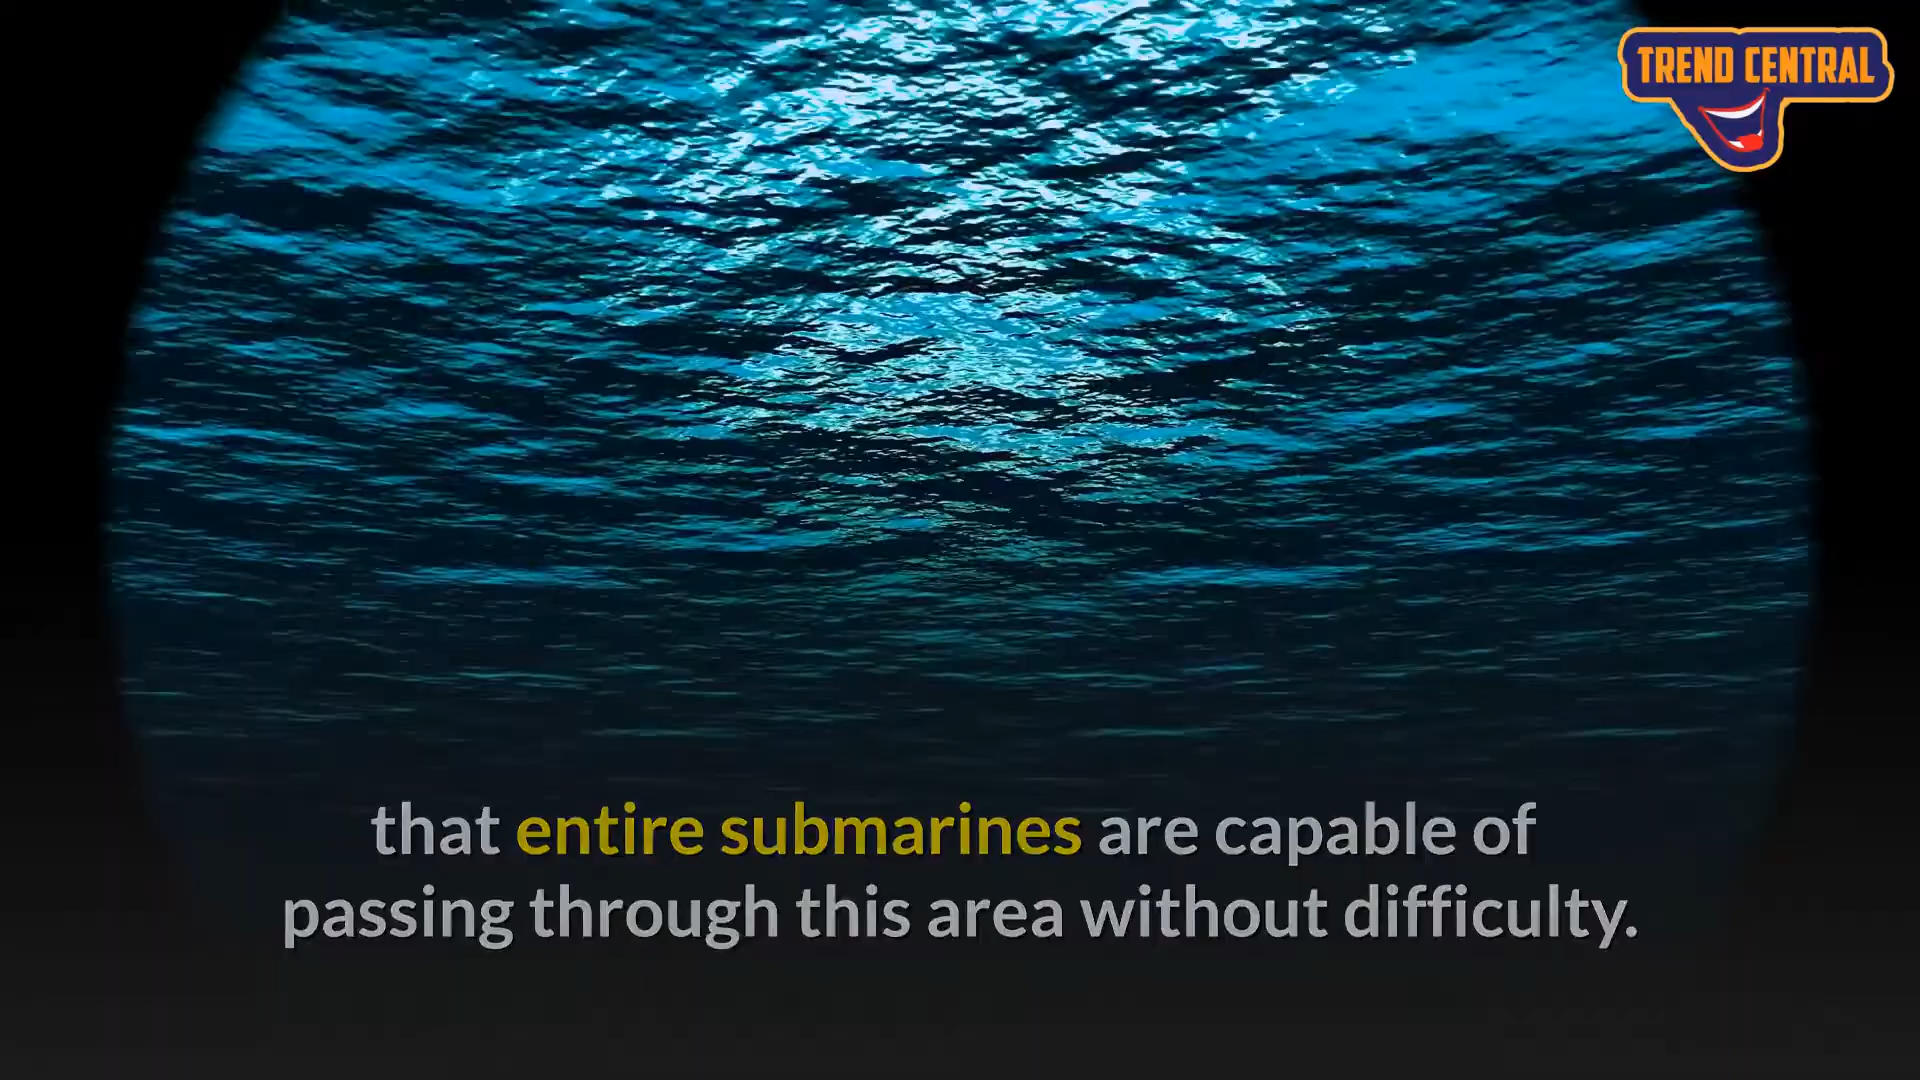 TREND CENTRAL
that entire submarines are capable of
passing through this area without difficulty.